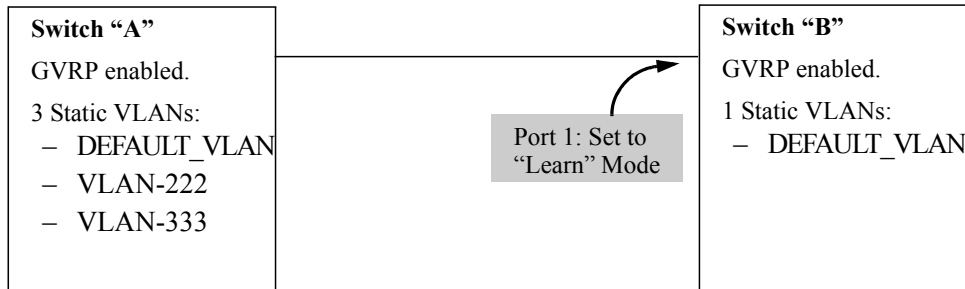 Switch “A”
GVRP enabled.
3 Static VLANs:
– DEFAULT_VLAN
– VLAN-222
– VLAN-333
Port 1: Set to
“Learn” Mode
Switch “B”
GVRP enabled.
1 Static VLANs:
– DEFAULT_VLAN